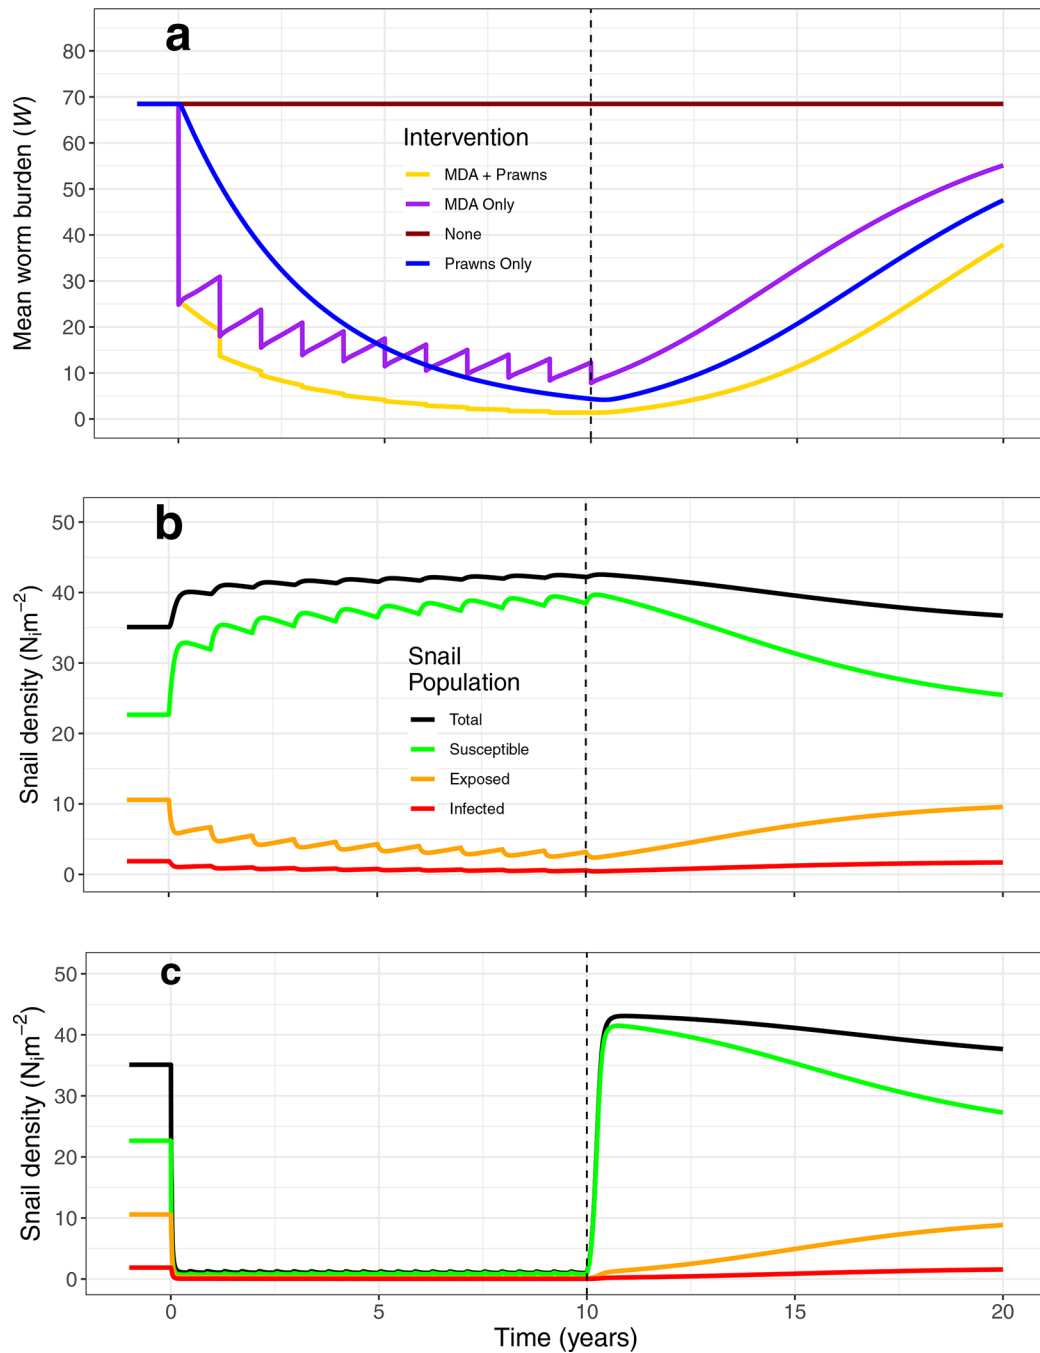 a
80
70
60
50
40
30
20
10
0
Mean worm burden (W)
Intervention
MDA + Prawns
MDA Only
None
Prawns Only
b
50
40
30
20
10
0
Snail density (Nᵢm⁻²)
Snail
Population
Total
Susceptible
Exposed
Infected
c
50
40
30
20
10
0
Snail density (Nᵢm⁻²)
0 5 10 15 20
Time (years)